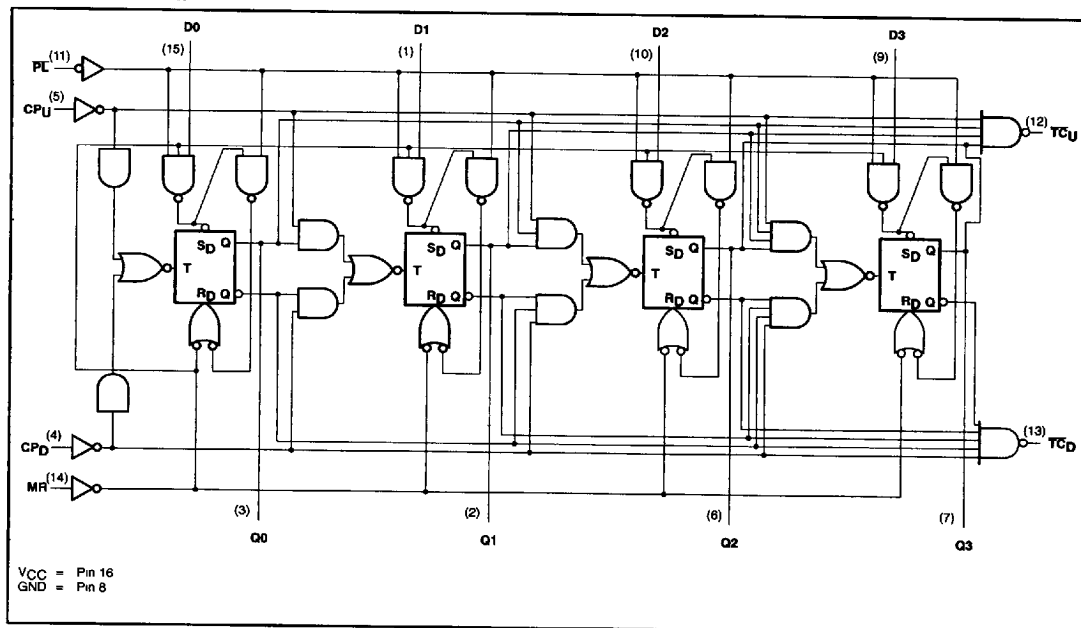 D0 D1 D2 D3
PL (11) (15) (1) (10) (9)
CPU (5) (12) TCU
SD Q SD Q SD Q SD Q
T T T T
RD Q RD Q RD Q RD Q
CPD (4) (13) TCD
MR (14)
(3) (2) (6) (7)
Q0 Q1 Q2 Q3
VCC = Pin 16
GND = Pin 8